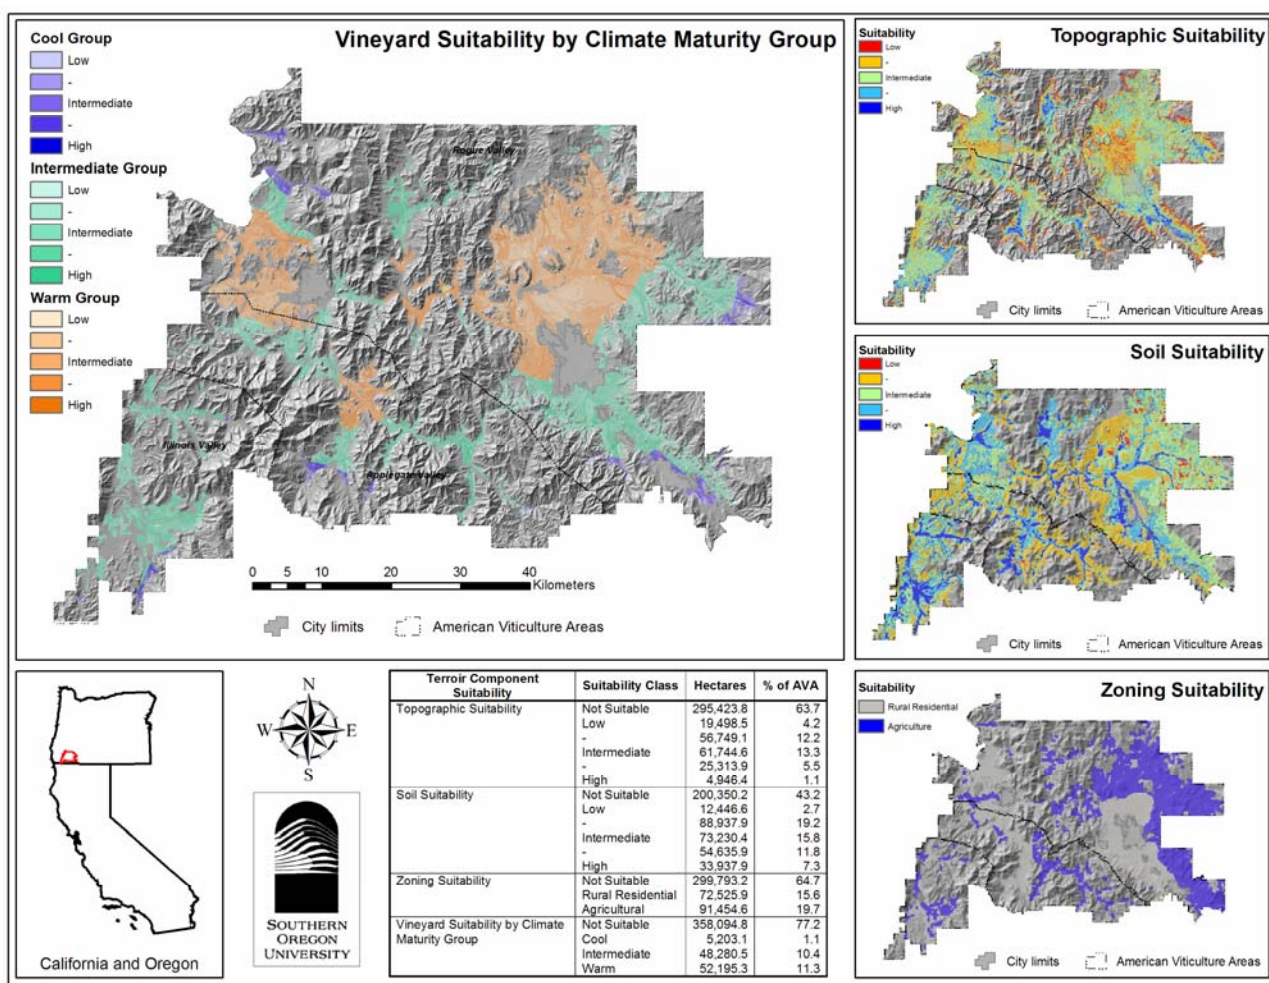 Vineyard Suitability by Climate Maturity Group
Cool Group
Low
-
Intermediate
-
High
Intermediate Group
Low
-
Intermediate
-
High
Warm Group
Low
-
Intermediate
-
High
Rogue Valley
Illinois Valley
Applegate Valley
0 5 10 20 30 40
Kilometers
City limits
American Viticulture Areas
Topographic Suitability
Suitability
Low
-
Intermediate
-
High
City limits
American Viticulture Areas
Soil Suitability
Suitability
Low
-
Intermediate
-
High
City limits
American Viticulture Areas
California and Oregon
N
W E
S
SOUTHERN
OREGON
UNIVERSITY
Terroir Component Suitability Suitability Class Hectares % of AVA
Topographic Suitability Not Suitable 295,423.8 63.7
Low 19,498.5 4.2
- 56,749.1 12.2
Intermediate 61,744.6 13.3
- 25,313.9 5.5
High 4,946.4 1.1
Soil Suitability Not Suitable 200,350.2 43.2
Low 12,446.6 2.7
- 88,937.9 19.2
Intermediate 73,230.4 15.8
- 54,635.9 11.8
High 33,937.9 7.3
Zoning Suitability Not Suitable 299,793.2 64.7
Rural Residential 72,525.9 15.6
Agricultural 91,454.6 19.7
Vineyard Suitability by Climate Maturity Group Not Suitable 358,094.8 77.2
Cool 5,203.1 1.1
Intermediate 48,280.5 10.4
Warm 52,195.3 11.3
Zoning Suitability
Suitability
Rural Residential
Agriculture
City limits
American Viticulture Areas